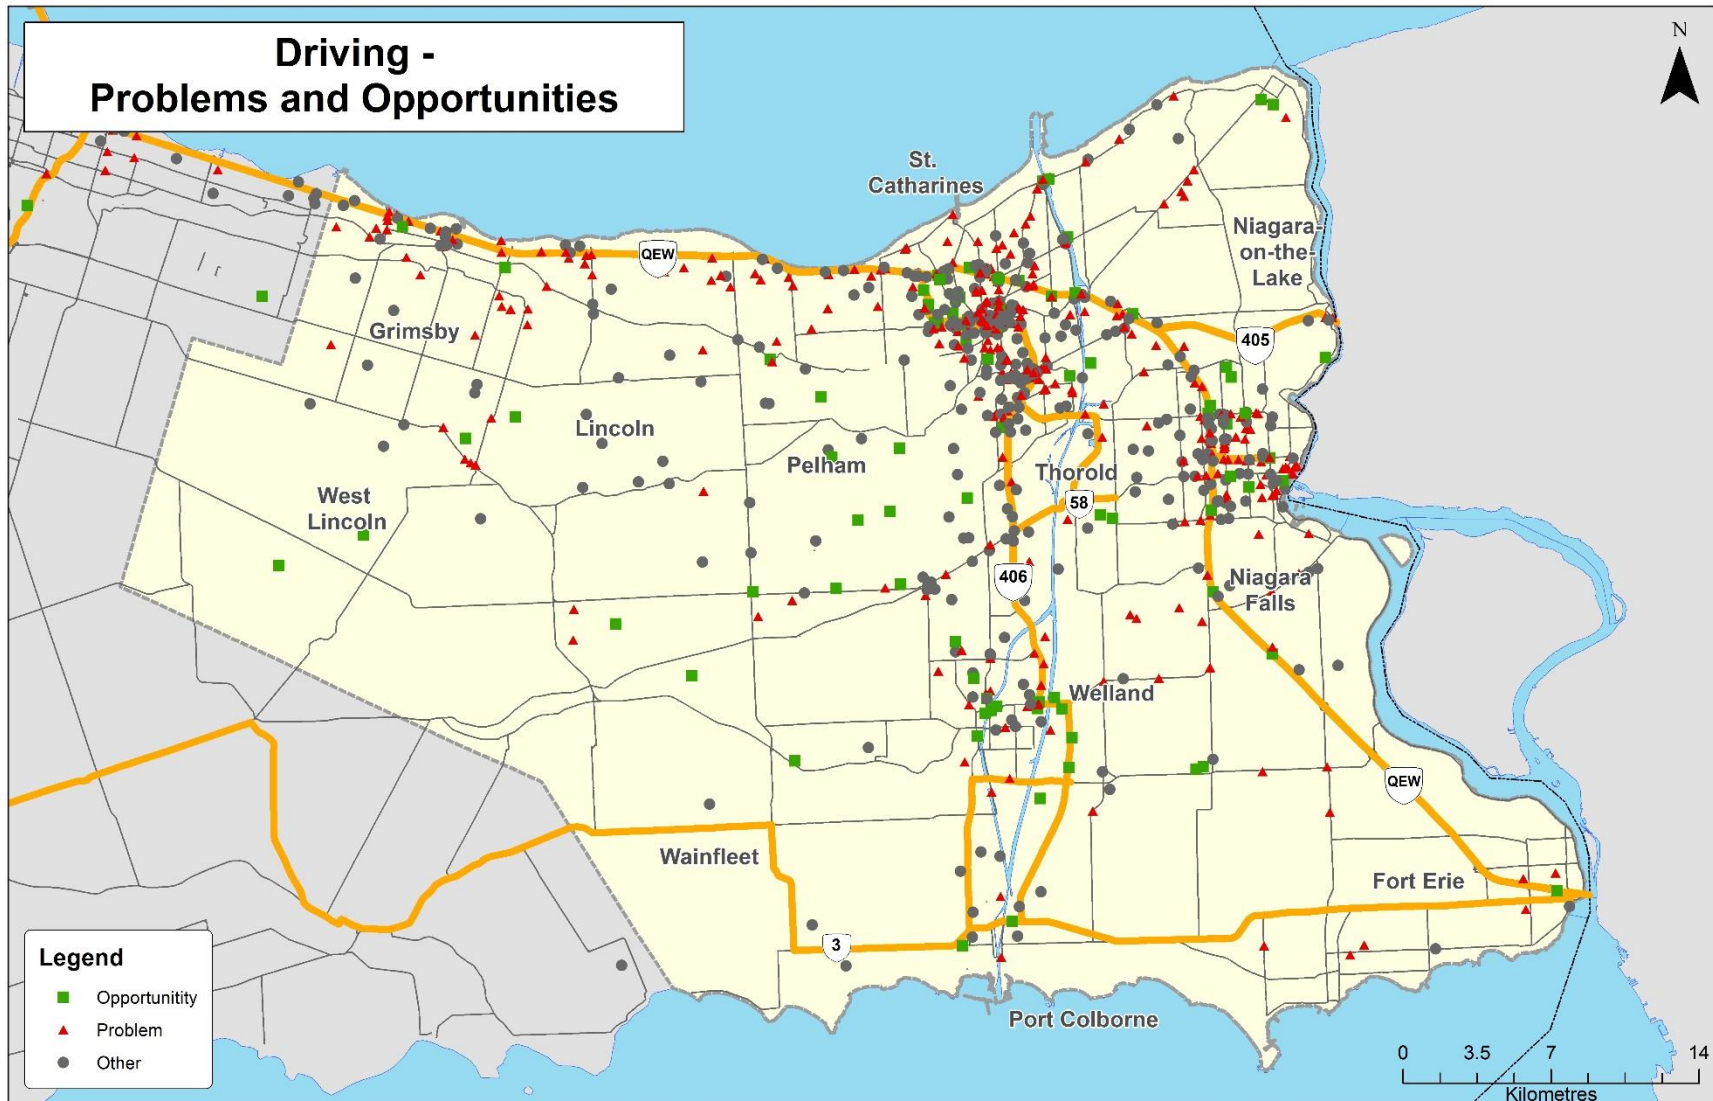 Driving -
Problems and Opportunities
N
St.
Catharines
Niagara-
on-the-
Lake
QEW
405
Grimsby
Lincoln
Pelham
Thorold
58
West
Lincoln
406
Niagara
Falls
Welland
QEW
Wainfleet
Fort Erie
3
Port Colborne
Legend
Opportunitity
Problem
Other
0 3.5 7 14
Kilometres